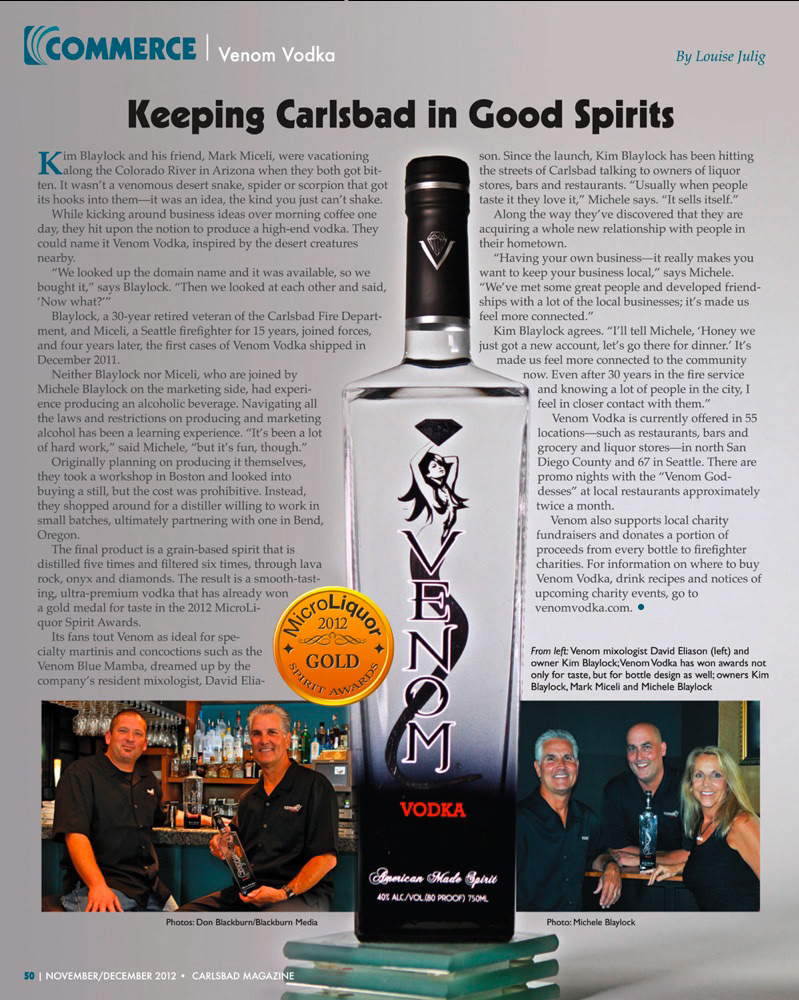 COMMERCE | Venom Vodka
By Louise Julig
Keeping Carlsbad in Good Spirits
Kim Blaylock and his friend, Mark Miceli, were vacationing
along the Colorado River in Arizona when they both got bit-
ten. It wasn't a venomous desert snake, spider or scorpion that got
its hooks into them—it was an idea, the kind you just can't shake.
While kicking around business ideas over morning coffee one
day, they hit upon the notion to produce a high-end vodka. They
could name it Venom Vodka, inspired by the desert creatures
nearby.
"We looked up the domain name and it was available, so we
bought it," says Blaylock. "Then we looked at each other and said,
'Now what?'"
Blaylock, a 30-year retired veteran of the Carlsbad Fire Depart-
ment, and Miceli, a Seattle firefighter for 15 years, joined forces,
and four years later, the first cases of Venom Vodka shipped in
December 2011.
Neither Blaylock nor Miceli, who are joined by
Michele Blaylock on the marketing side, had experi-
ence producing an alcoholic beverage. Navigating all
the laws and restrictions on producing and marketing
alcohol has been a learning experience. "It's been a lot
of hard work," said Michele, "but it's fun, though."
Originally planning on producing it themselves,
they took a workshop in Boston and looked into
buying a still, but the cost was prohibitive. Instead,
they shopped around for a distiller willing to work in
small batches, ultimately partnering with one in Bend,
Oregon.
The final product is a grain-based spirit that is
distilled five times and filtered six times, through lava
rock, onyx and diamonds. The result is a smooth-tast-
ing, ultra-premium vodka that has already won
a gold medal for taste in the 2012 MicroLi-
quor Spirit Awards.
Its fans tout Venom as ideal for spe-
cialty martinis and concoctions such as the
Venom Blue Mamba, dreamed up by the
company's resident mixologist, David Elia-
son. Since the launch, Kim Blaylock has been hitting
the streets of Carlsbad talking to owners of liquor
stores, bars and restaurants. "Usually when people
taste it they love it," Michele says. "It sells itself."
Along the way they've discovered that they are
acquiring a whole new relationship with people in
their hometown.
"Having your own business—it really makes you
want to keep your business local," says Michele.
"We've met some great people and developed friend-
ships with a lot of the local businesses; it's made us
feel more connected."
Kim Blaylock agrees. "I'll tell Michele, 'Honey we
just got a new account, let's go there for dinner.' It's
made us feel more connected to the community
now. Even after 30 years in the fire service
and knowing a lot of people in the city, I
feel in closer contact with them."
Venom Vodka is currently offered in 55
locations—such as restaurants, bars and
grocery and liquor stores—in north San
Diego County and 67 in Seattle. There are
promo nights with the "Venom God-
desses" at local restaurants approximately
twice a month.
Venom also supports local charity
fundraisers and donates a portion of
proceeds from every bottle to firefighter
charities. For information on where to buy
Venom Vodka, drink recipes and notices of
upcoming charity events, go to
venomvodka.com. •
MicroLiquor
2012
GOLD
SPIRIT AWARDS
V
VENOM
VODKA
American Made Spirit
40% ALC/VOL.(80 PROOF) 750ML
From left: Venom mixologist David Eliason (left) and
owner Kim Blaylock;Venom Vodka has won awards not
only for taste, but for bottle design as well; owners Kim
Blaylock, Mark Miceli and Michele Blaylock
Photos: Don Blackburn/Blackburn Media
Photo: Michele Blaylock
50 | NOVEMBER/DECEMBER 2012 • CARLSBAD MAGAZINE